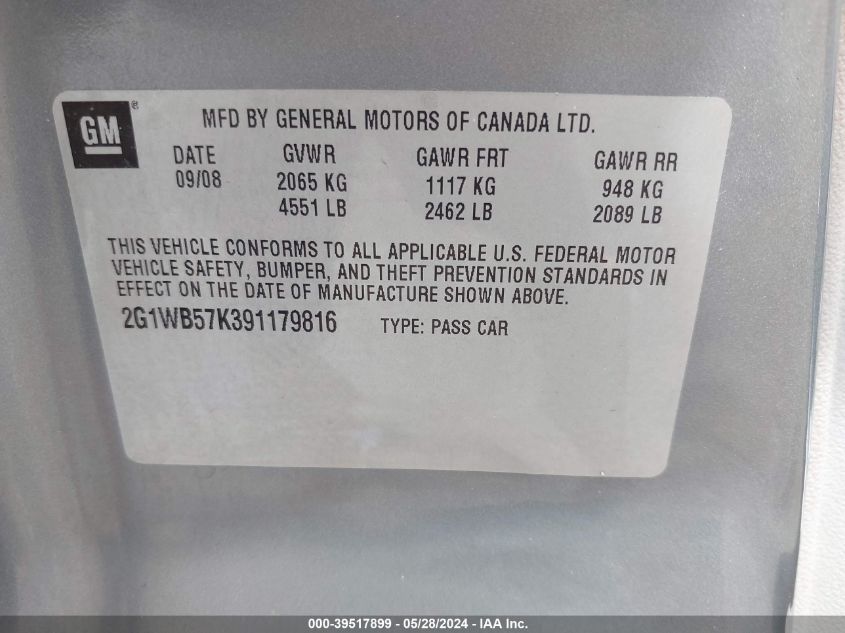 GM ® MFD BY GENERAL MOTORS OF CANADA LTD.
DATE GVWR GAWR FRT GAWR RR
09/08 2065 KG 1117 KG 948 KG
4551 LB 2462 LB 2089 LB
THIS VEHICLE CONFORMS TO ALL APPLICABLE U.S. FEDERAL MOTOR
VEHICLE SAFETY, BUMPER, AND THEFT PREVENTION STANDARDS IN
EFFECT ON THE DATE OF MANUFACTURE SHOWN ABOVE.
2G1WB57K391179816 TYPE: PASS CAR
000-39517899 - 05/28/2024 - IAA Inc.